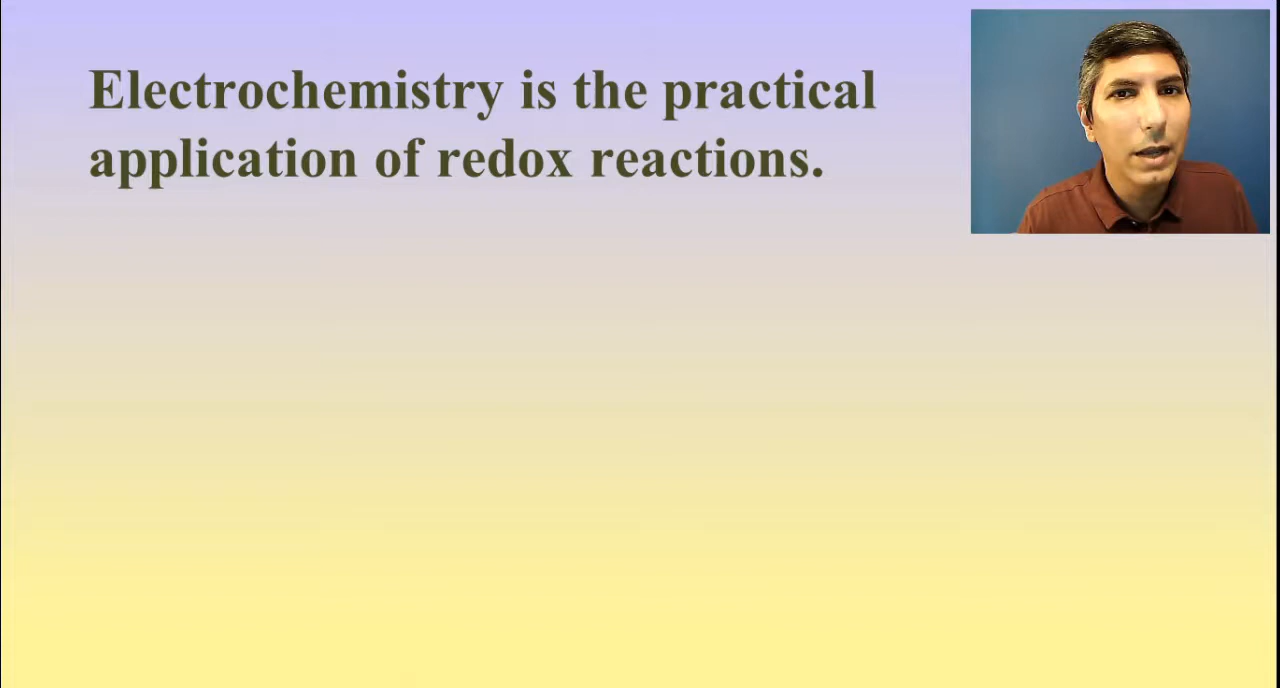 Electrochemistry is the practical
application of redox reactions.